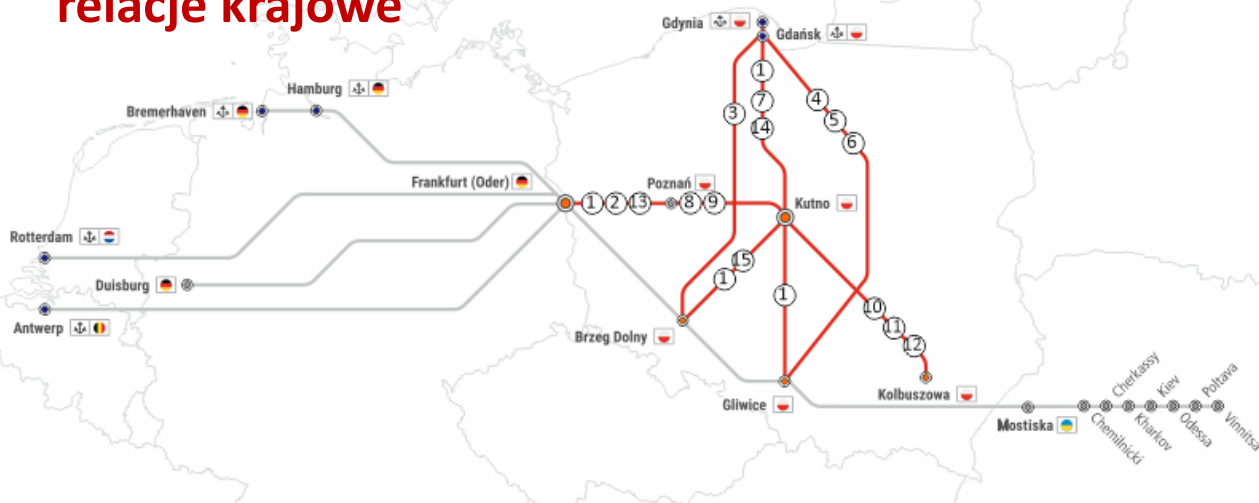 relacje krajowe
Gdynia
Gdańsk
Hamburg
Bremerhaven
1
7
14
3
4
5
6
Frankfurt (Oder)
Poznań
1 2 13 8 9
Kutno
Rotterdam
Duisburg
Antwerp
15
1
1
10
11
12
Brzeg Dolny
Gliwice
Kolbuszowa
Mostiska
Chemilnicki
Cherkassy
Kharkov
Kiev
Odessa
Poltava
Vinnitsa